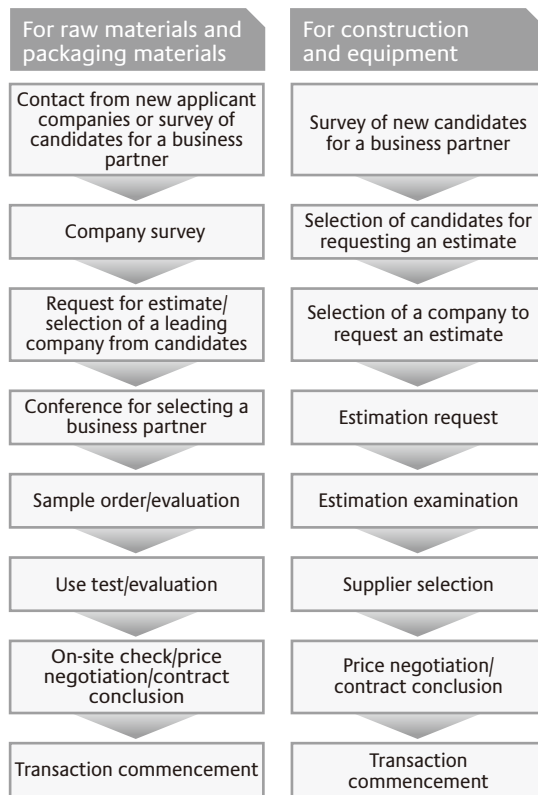 For raw materials and
packaging materials
Contact from new applicant
companies or survey of
candidates for a business
partner
Company survey
Request for estimate/
selection of a leading
company from candidates
Conference for selecting a
business partner
Sample order/evaluation
Use test/evaluation
On-site check/price
negotiation/contract
conclusion
Transaction commencement
For construction
and equipment
Survey of new candidates
for a business partner
Selection of candidates for
requesting an estimate
Selection of a company to
request an estimate
Estimation request
Estimation examination
Supplier selection
Price negotiation/
contract conclusion
Transaction
commencement